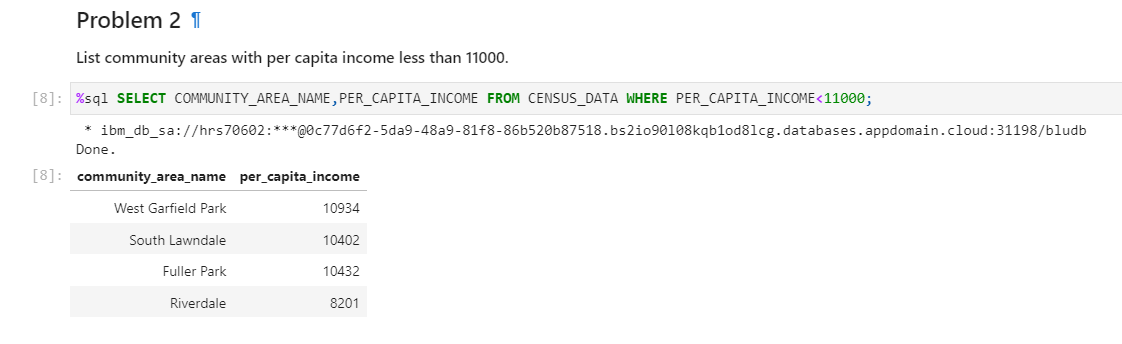 Problem 2 ¶
List community areas with per capita income less than 11000.
[8]: %sql SELECT COMMUNITY_AREA_NAME,PER_CAPITA_INCOME FROM CENSUS_DATA WHERE PER_CAPITA_INCOME<11000;
* ibm_db_sa://hrs70602:***@0c77d6f2-5da9-48a9-81f8-86b520b87518.bs2io90l08kqb1od8lcg.databases.appdomain.cloud:31198/bludb
Done.
[8]: community_area_name per_capita_income
West Garfield Park 10934
South Lawndale 10402
Fuller Park 10432
Riverdale 8201